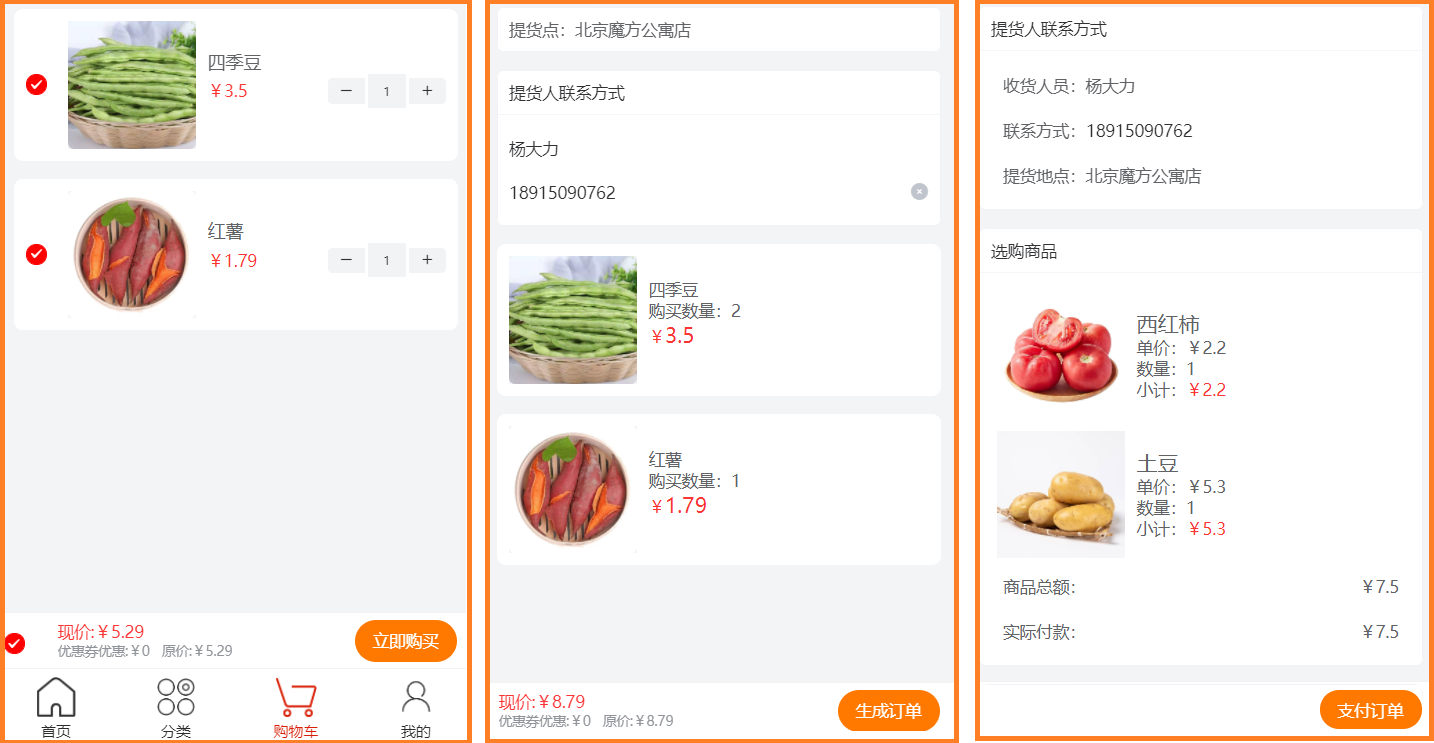 四季豆
￥3.5
1
红薯
￥1.79
1
现价:￥5.29
优惠券优惠:￥0 原价:￥5.29
立即购买
首页
分类
购物车
我的
提货点：北京魔方公寓店
提货人联系方式
杨大力
18915090762
四季豆
购买数量：2
￥3.5
红薯
购买数量：1
￥1.79
现价:￥8.79
优惠券优惠:￥0 原价:￥8.79
生成订单
提货人联系方式
收货人员：杨大力
联系方式：18915090762
提货地点：北京魔方公寓店
选购商品
西红柿
单价：￥2.2
数量：1
小计：￥2.2
土豆
单价：￥5.3
数量：1
小计：￥5.3
商品总额：￥7.5
实际付款：￥7.5
支付订单